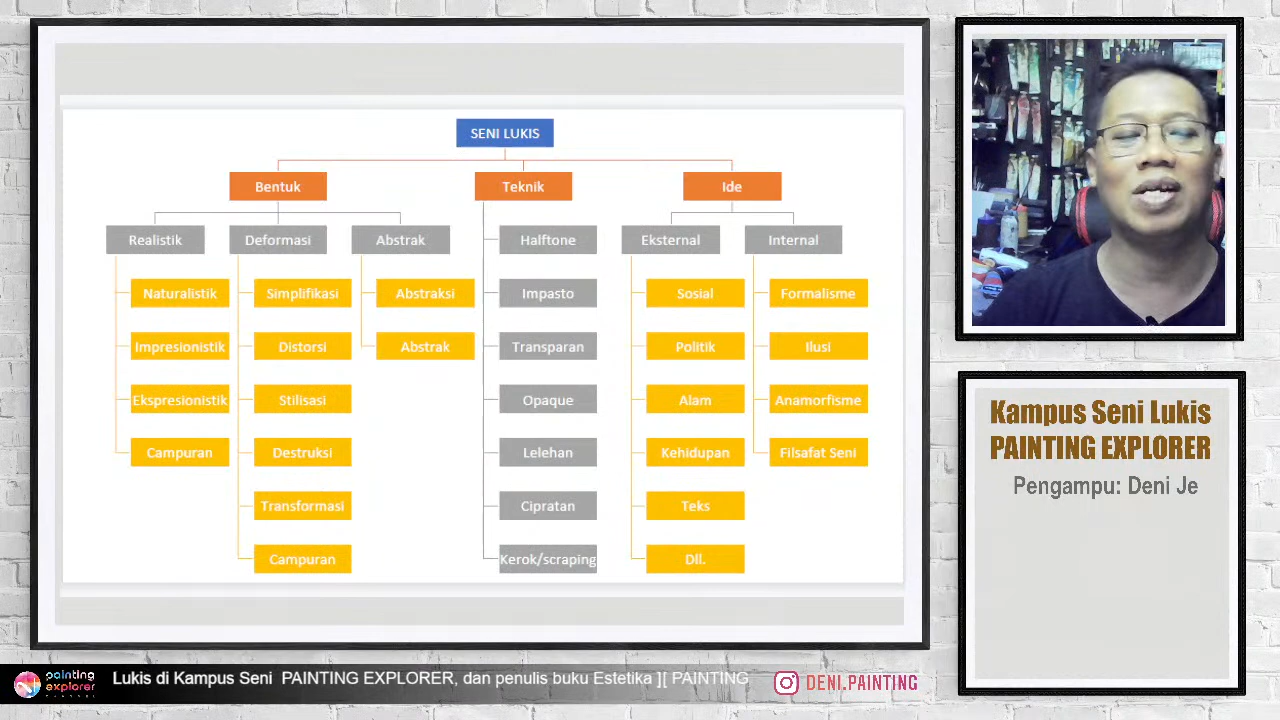 SENI LUKIS
Bentuk
Teknik
Ide
Realistik
Deformasi
Abstrak
Halftone
Eksternal
Internal
Naturalistik
Simplifikasi
Abstraksi
Impasto
Sosial
Formalisme
Impresionistik
Distorsi
Abstrak
Transparan
Politik
Ilusi
Ekspresionistik
Stilisasi
Opaque
Alam
Anamorfisme
Campuran
Destruksi
Lelehan
Kehidupan
Filsafat Seni
Transformasi
Cipratan
Teks
Campuran
Kerok/scraping
Dll.
Kampus Seni Lukis
PAINTING EXPLORER
Pengampu: Deni Je
painting
explorer
CHANNEL
Lukis di Kampus Seni  PAINTING EXPLORER, dan penulis buku Estetika ][ PAINTING
DENI.PAINTING